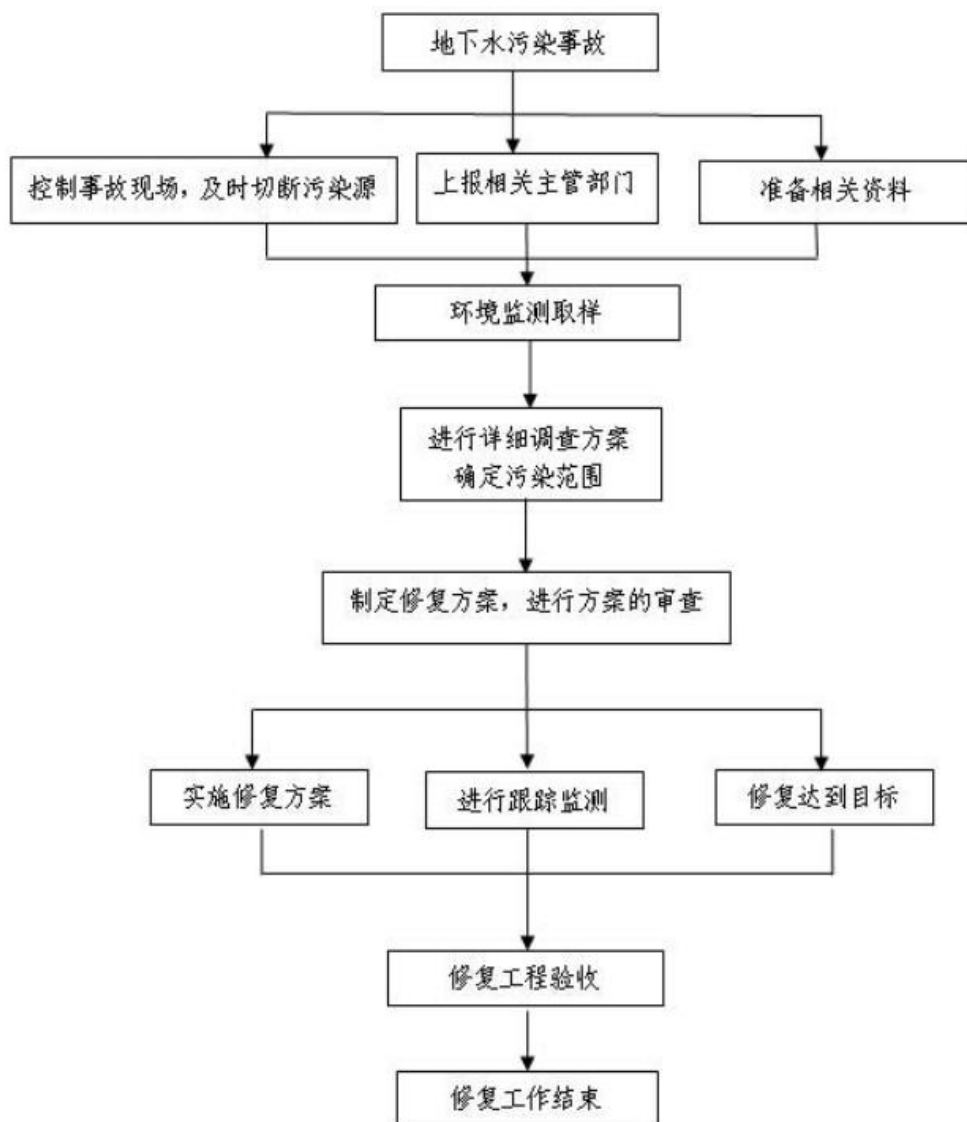 地下水污染事故
控制事故现场，及时切断污染源
上报相关主管部门
准备相关资料
环境监测取样
进行详细调查方案
确定污染范围
制定修复方案，进行方案的审查
实施修复方案
进行跟踪监测
修复达到目标
修复工程验收
修复工作结束